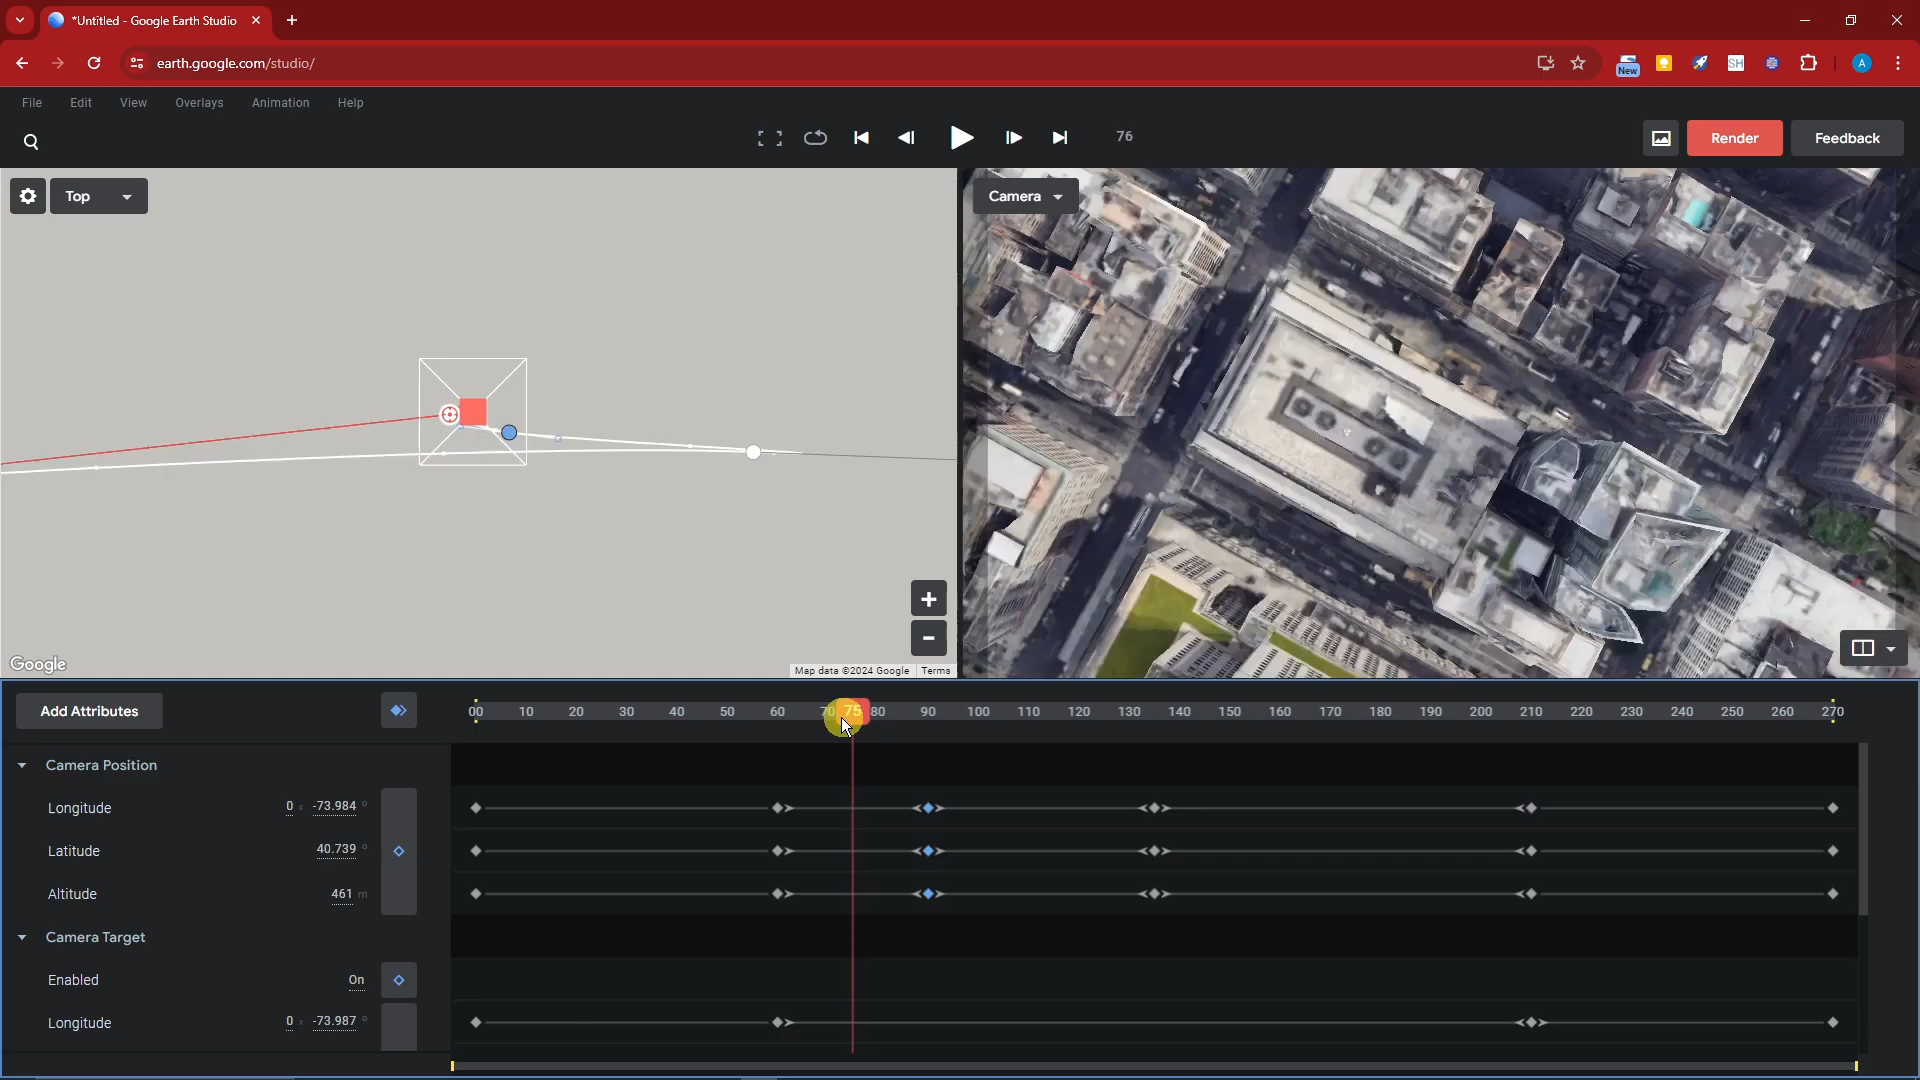 *Untitled - Google Earth Studio
earth.google.com/studio/
New
SH
A
File Edit View Overlays Animation Help
76
Render
Feedback
Top
Camera
Google
Map data ©2024 Google
Terms
Add Attributes
00 10 20 30 40 50 60 70 75 80 90 100 110 120 130 140 150 160 170 180 190 200 210 220 230 240 250 260 270
Camera Position
Longitude 0 x -73.984 °
Latitude 40.739 °
Altitude 461 m
Camera Target
Enabled On
Longitude 0 x -73.987 °